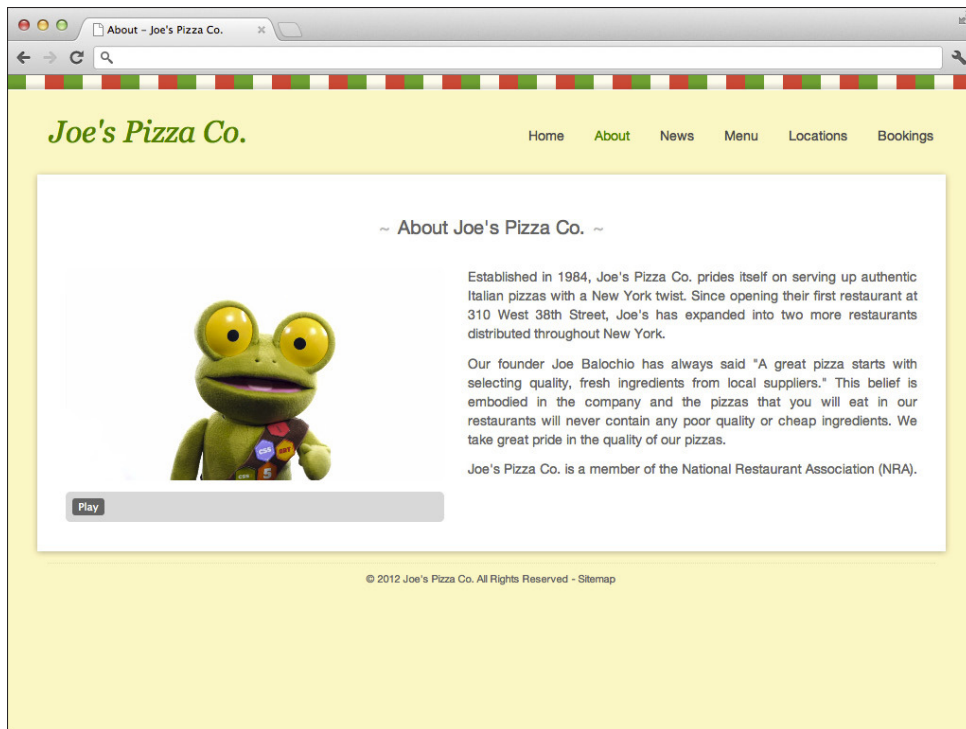 About – Joe's Pizza Co.
Joe's Pizza Co.
Home About News Menu Locations Bookings
~ About Joe's Pizza Co. ~
Established in 1984, Joe's Pizza Co. prides itself on serving up authentic
Italian pizzas with a New York twist. Since opening their first restaurant at
310 West 38th Street, Joe's has expanded into two more restaurants
distributed throughout New York.
Our founder Joe Balochio has always said "A great pizza starts with
selecting quality, fresh ingredients from local suppliers." This belief is
embodied in the company and the pizzas that you will eat in our
restaurants will never contain any poor quality or cheap ingredients. We
take great pride in the quality of our pizzas.
Joe's Pizza Co. is a member of the National Restaurant Association (NRA).
CSS
CSS
5
Play
© 2012 Joe's Pizza Co. All Rights Reserved - Sitemap